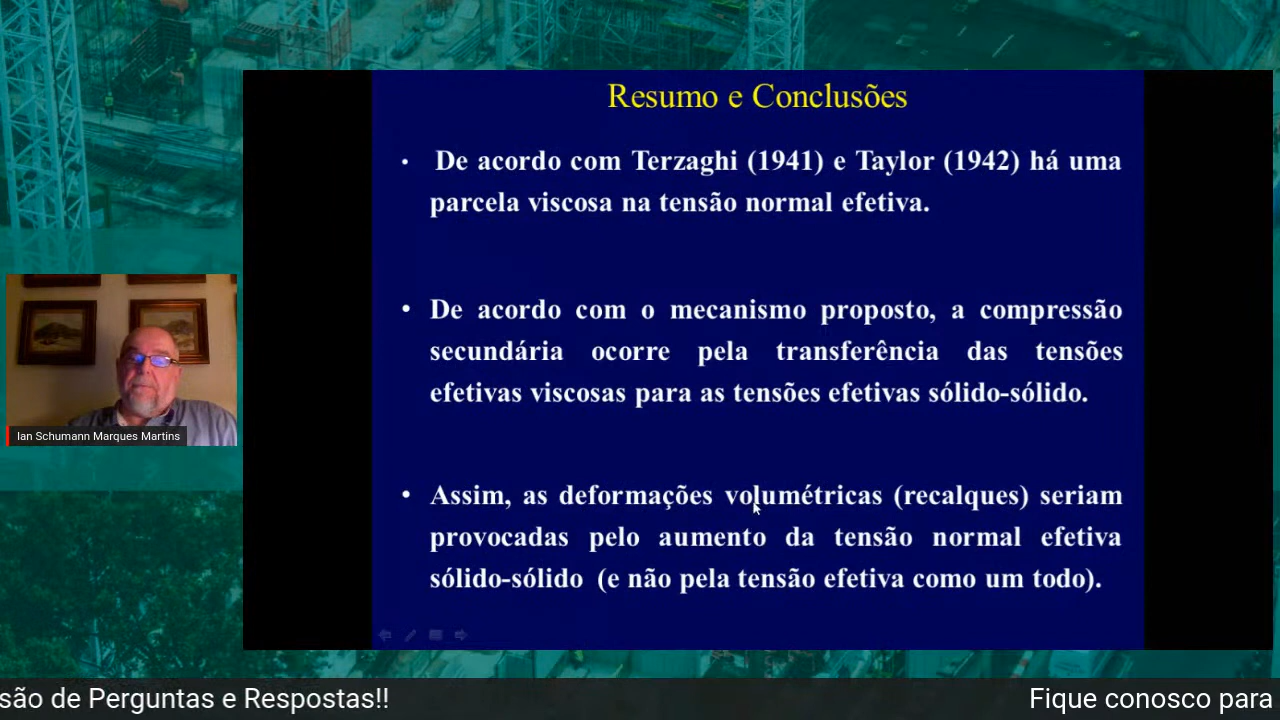 Resumo e Conclusões
• De acordo com Terzaghi (1941) e Taylor (1942) há uma
parcela viscosa na tensão normal efetiva.
• De acordo com o mecanismo proposto, a compressão
secundária ocorre pela transferência das tensões
efetivas viscosas para as tensões efetivas sólido-sólido.
• Assim, as deformações volumétricas (recalques) seriam
provocadas pelo aumento da tensão normal efetiva
sólido-sólido (e não pela tensão efetiva como um todo).
Ian Schumann Marques Martins
são de Perguntas e Respostas!!
Fique conosco para